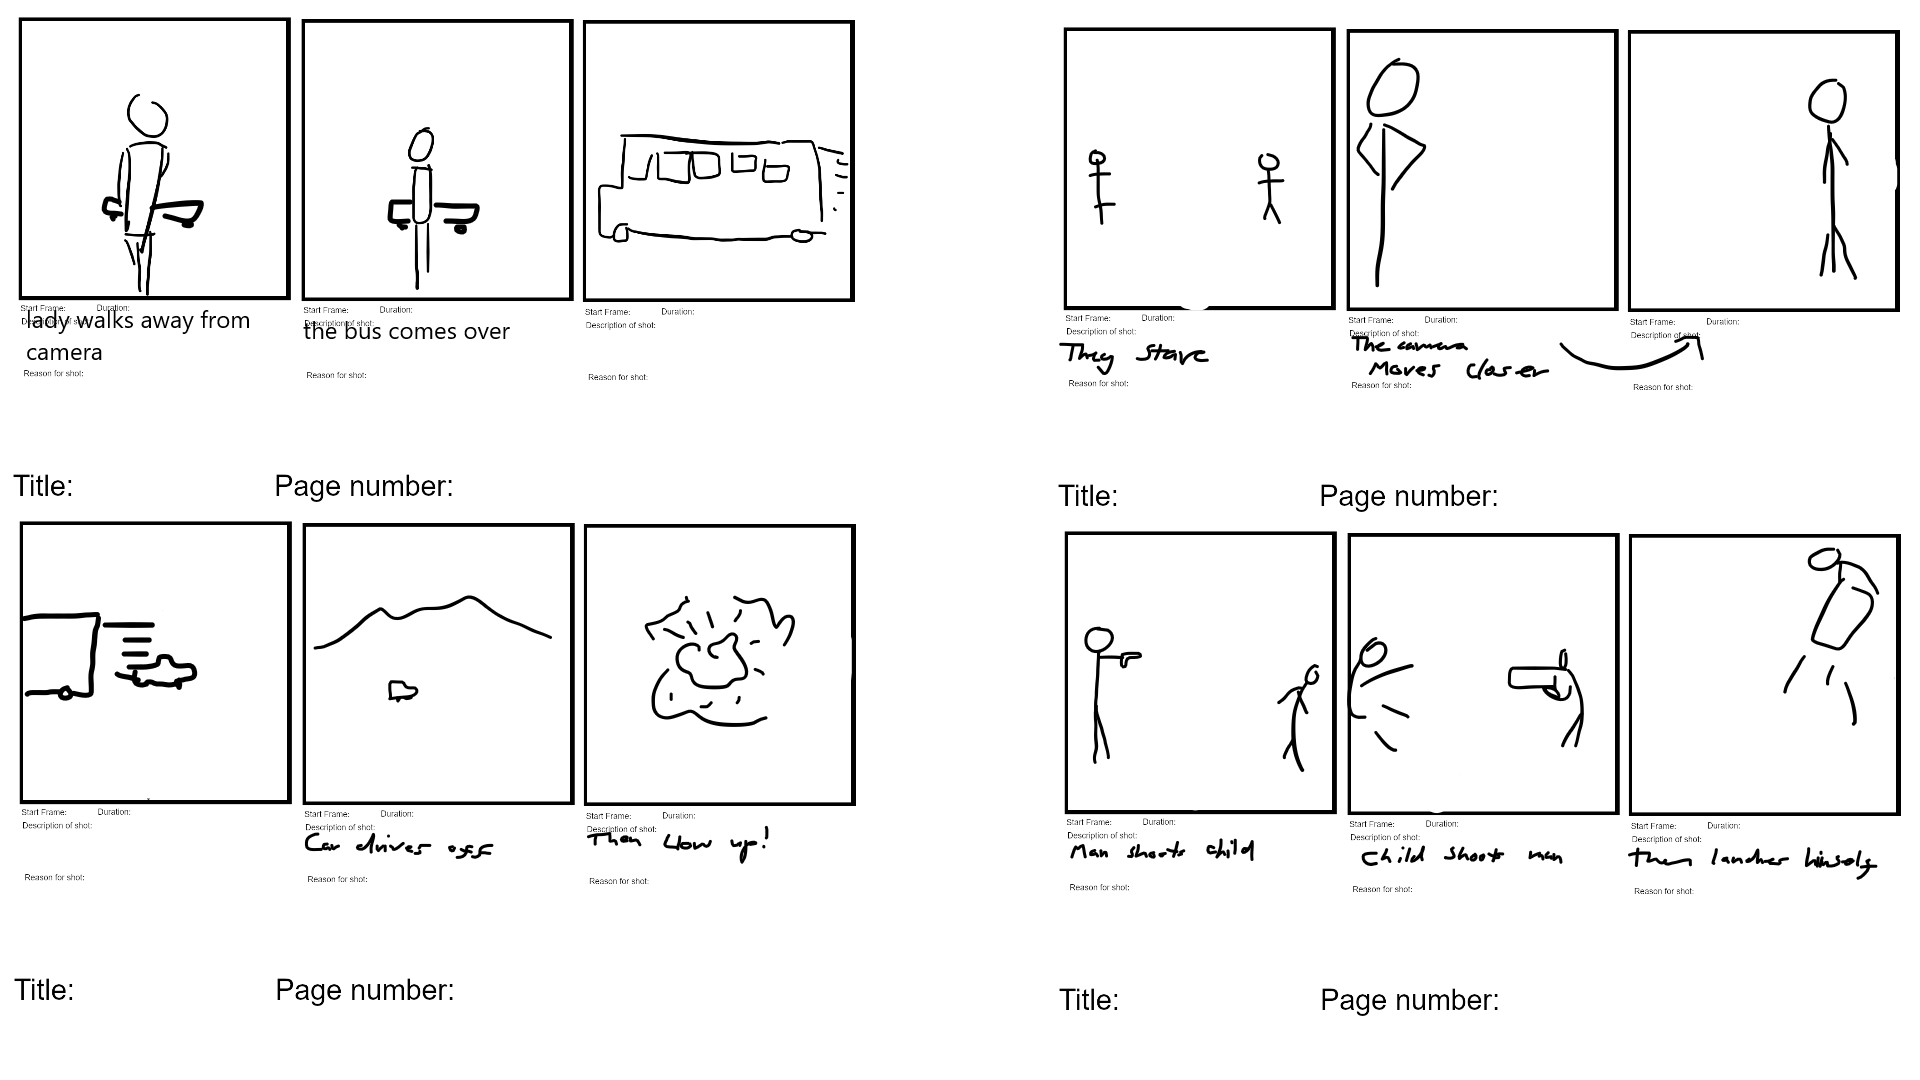 Start Frame: Duration:
Description of shot:
lady walks away from
camera
Reason for shot:
Start Frame: Duration:
Description of shot:
the bus comes over
Reason for shot:
Start Frame: Duration:
Description of shot:
Reason for shot:
Title: Page number:
Start Frame: Duration:
Description of shot:
Reason for shot:
Start Frame: Duration:
Description of shot:
Car drives off
Reason for shot:
Start Frame: Duration:
Description of shot:
Then up!
Reason for shot:
Title: Page number:
Start Frame: Duration:
Description of shot:
They stare
Reason for shot:
Start Frame: Duration:
Description of shot:
The camera
Moves closer
Reason for shot:
Start Frame: Duration:
Description of shot:
Reason for shot:
Title: Page number:
Start Frame: Duration:
Description of shot:
Man shoots child
Reason for shot:
Start Frame: Duration:
Description of shot:
Child shoots man
Reason for shot:
Start Frame: Duration:
Description of shot:
then himself
Reason for shot:
Title: Page number: